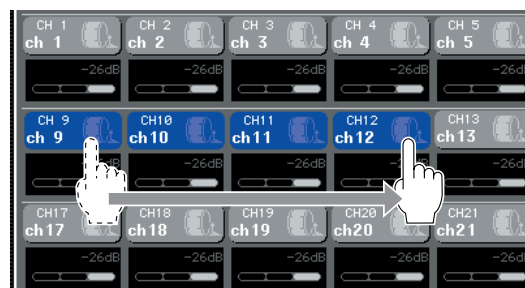 CH 1 CH 2 CH 3 CH 4 CH 5
ch 1 ch 2 ch 3 ch 4 ch 5
-26dB -26dB -26dB -26dB -26dB
CH 9 CH10 CH11 CH12 CH13
ch 9 ch10 ch11 ch12 ch13
-26dB -26dB -26dB
CH17 CH18 CH19 CH20 CH21
ch17 ch18 ch19 ch20 ch21
-26dB -26dB -26dB -26dB -26dB